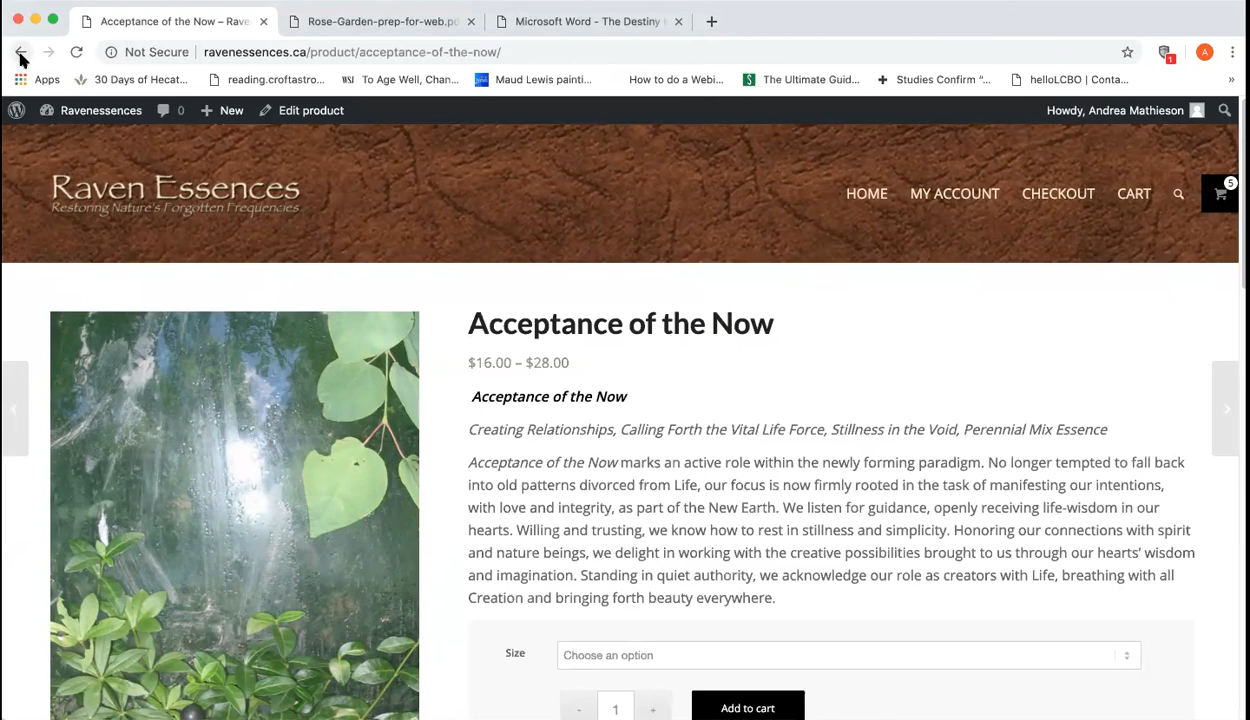 Acceptance of the Now – Rave
Rose-Garden-prep-for-web.p
Microsoft Word - The Destiny
Not Secure
ravenessences.ca/product/acceptance-of-the-now/
1
A
Apps
30 Days of Hecat...
reading.croftastro...
WSJ
To Age Well, Chan...
Maud Lewis painti...
How to do a Webi...
The Ultimate Guid...
Studies Confirm “...
helloLCBO | Conta...
»
Ravenessences
0
New
Edit product
Howdy, Andrea Mathieson
Raven Essences
Restoring Nature's Forgotten Frequencies
HOME
MY ACCOUNT
CHECKOUT
CART
5
Acceptance of the Now
$16.00 – $28.00
Acceptance of the Now
Creating Relationships, Calling Forth the Vital Life Force, Stillness in the Void, Perennial Mix Essence
Acceptance of the Now marks an active role within the newly forming paradigm. No longer tempted to fall back
into old patterns divorced from Life, our focus is now firmly rooted in the task of manifesting our intentions,
with love and integrity, as part of the New Earth. We listen for guidance, openly receiving life-wisdom in our
hearts. Willing and trusting, we know how to rest in stillness and simplicity. Honoring our connections with spirit
and nature beings, we delight in working with the creative possibilities brought to us through our hearts’ wisdom
and imagination. Standing in quiet authority, we acknowledge our role as creators with Life, breathing with all
Creation and bringing forth beauty everywhere.
Size
Choose an option
-
1
+
Add to cart